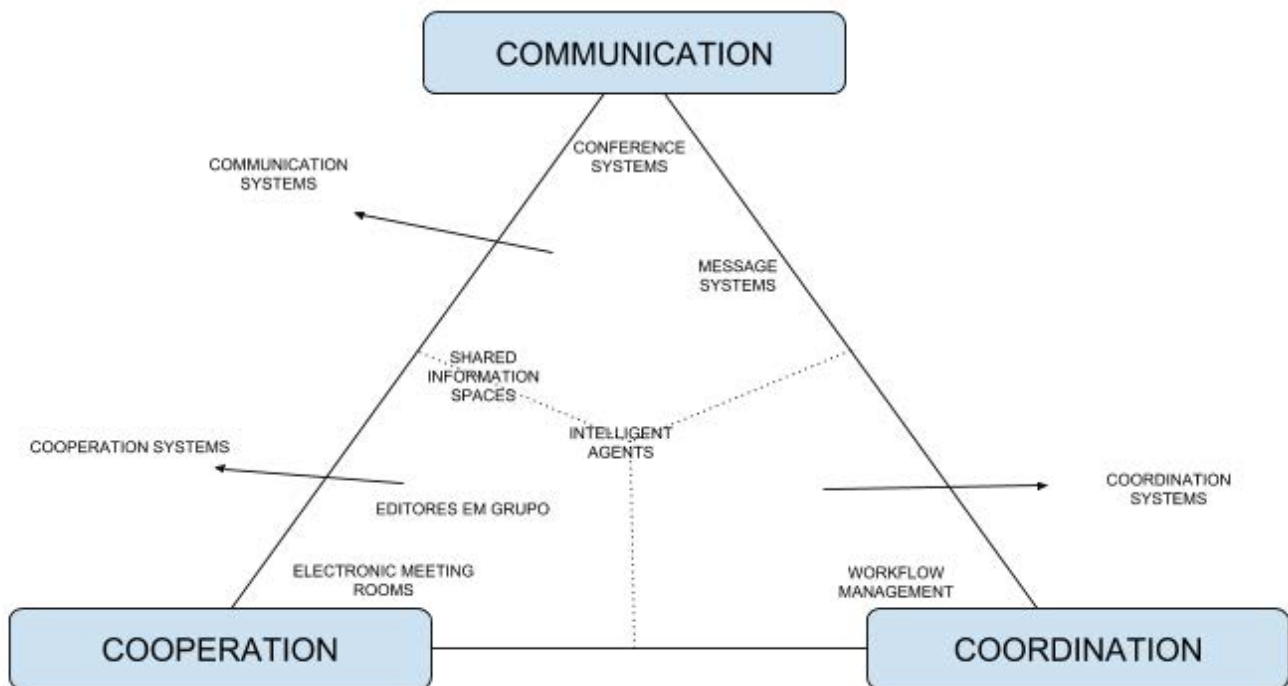 COMMUNICATION
CONFERENCE
SYSTEMS
COMMUNICATION
SYSTEMS
MESSAGE
SYSTEMS
SHARED
INFORMATION
SPACES
INTELLIGENT
AGENTS
COOPERATION SYSTEMS
COORDINATION
SYSTEMS
EDITORES EM GRUPO
ELECTRONIC MEETING
ROOMS
WORKFLOW
MANAGEMENT
COOPERATION
COORDINATION